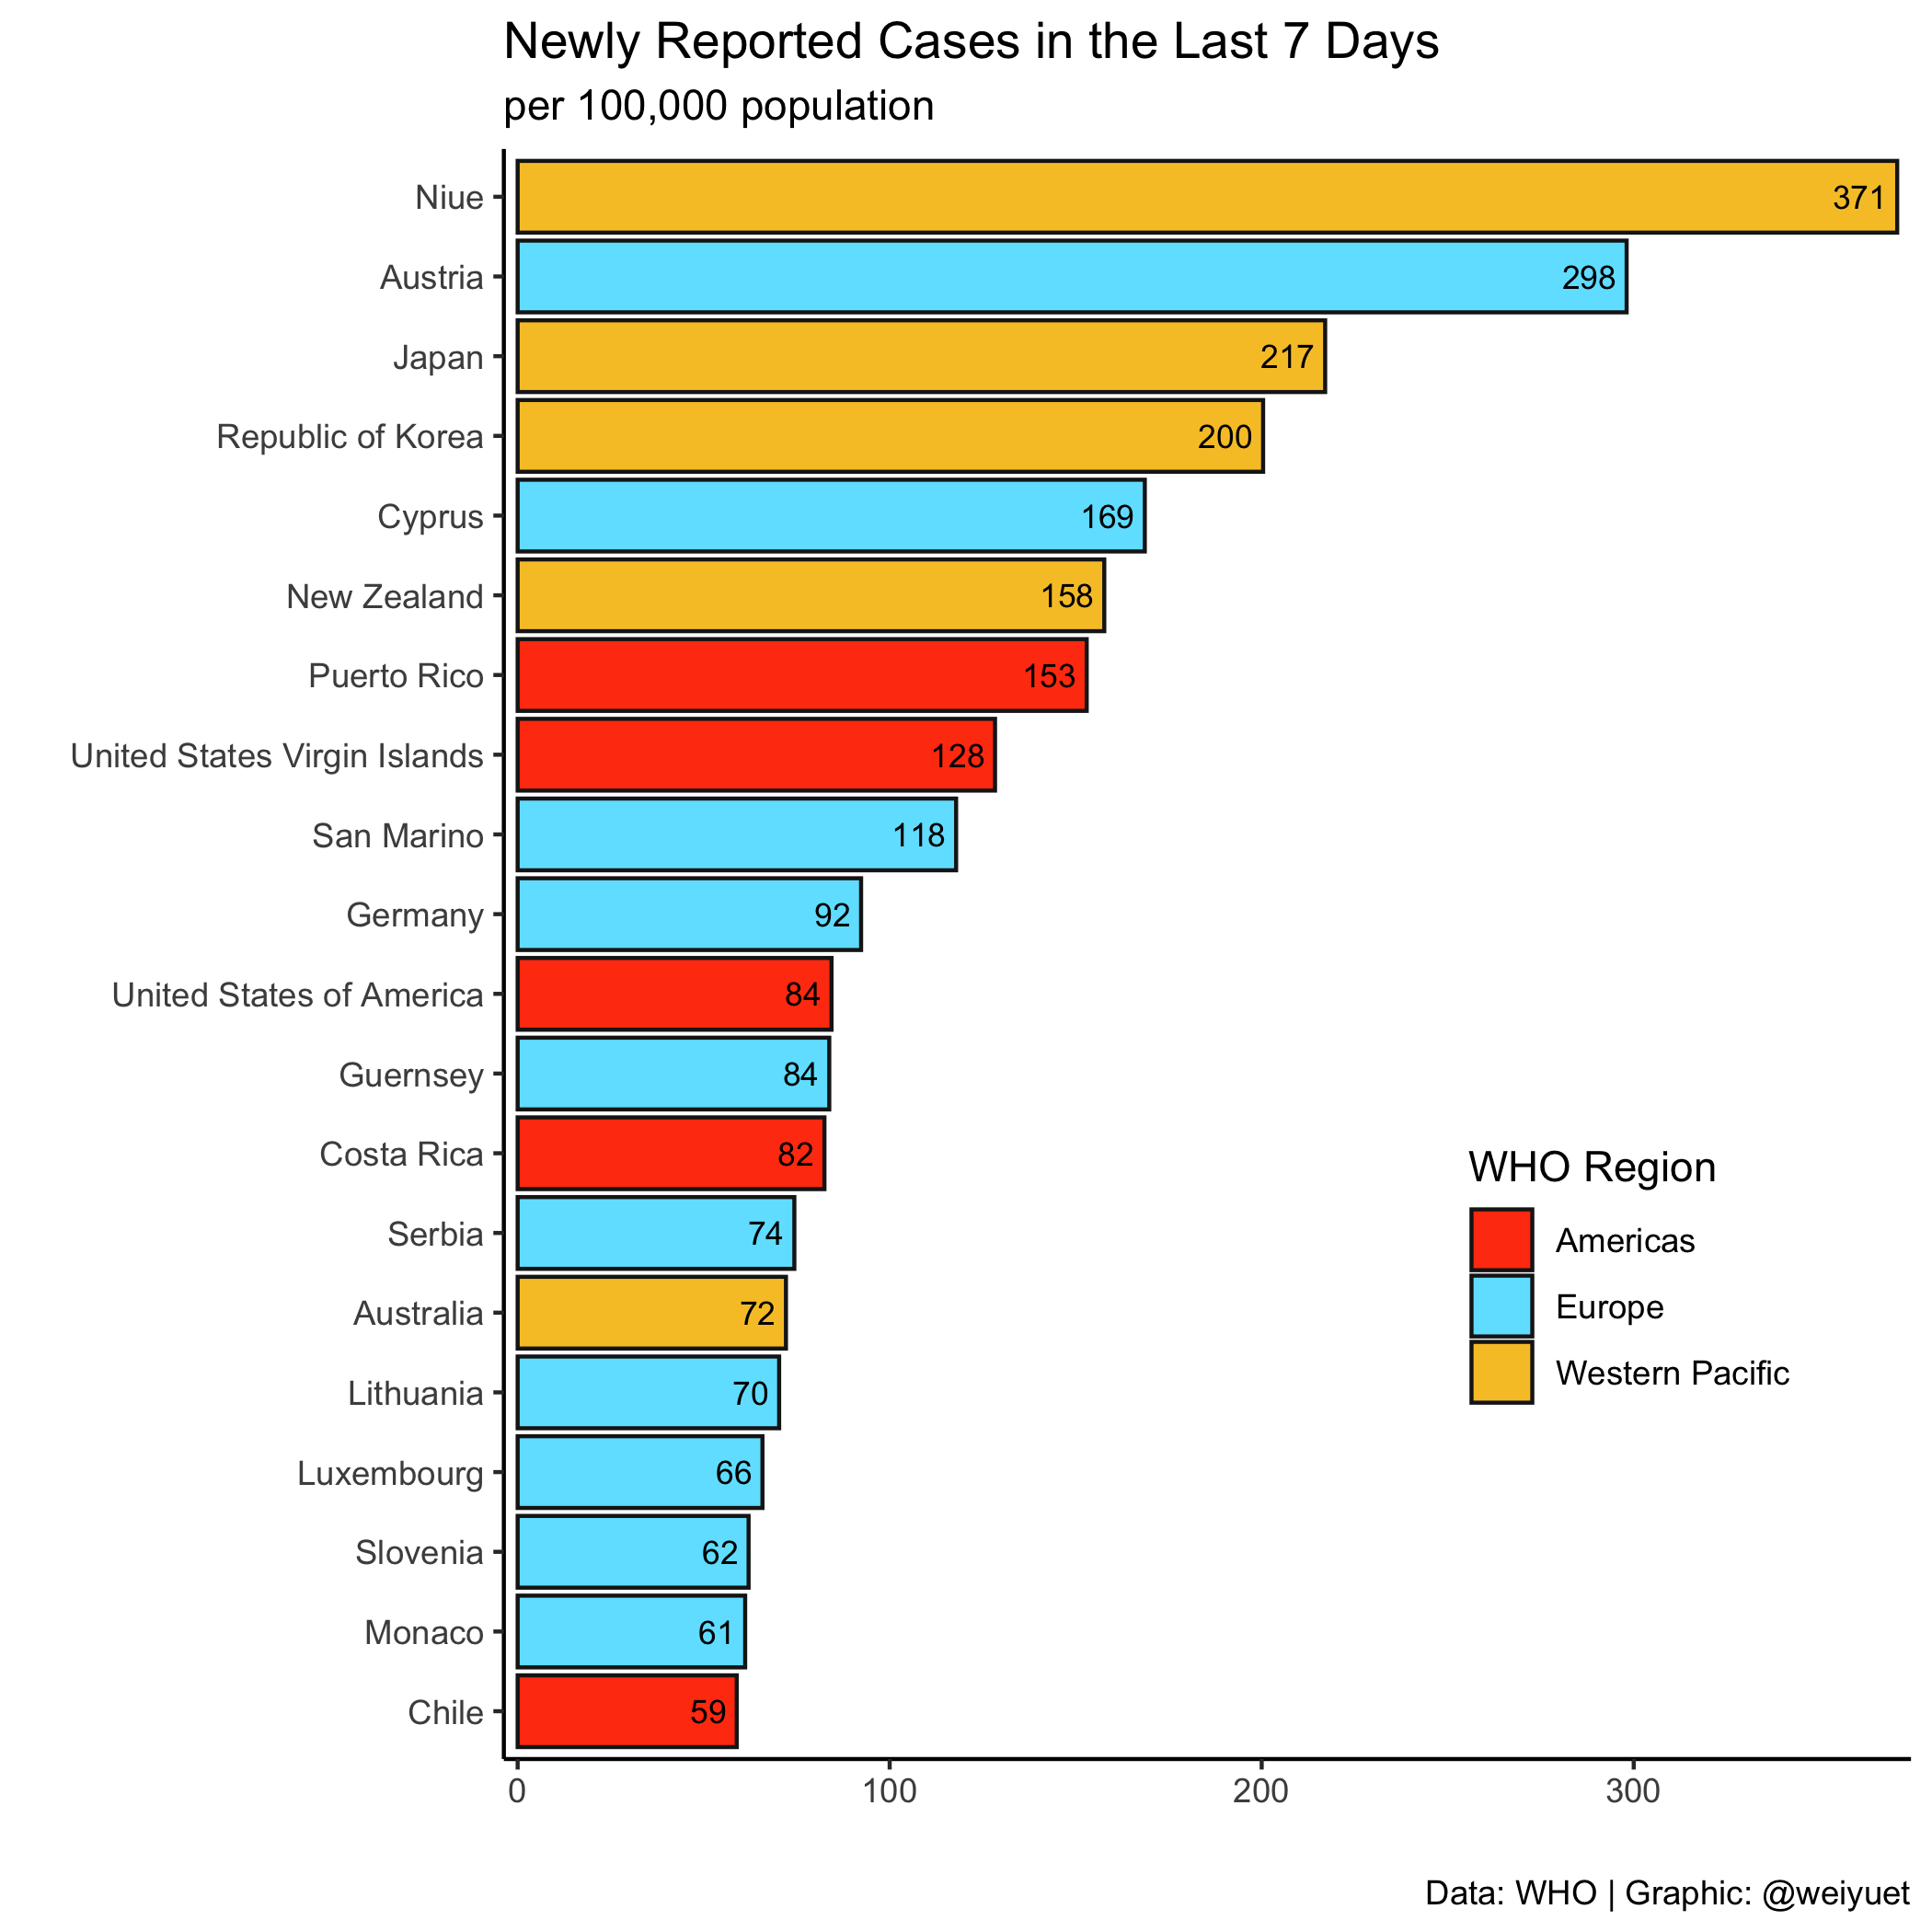 Newly Reported Cases in the Last 7 Days
per 100,000 population
Niue 371
Austria 298
Japan 217
Republic of Korea 200
Cyprus 169
New Zealand 158
Puerto Rico 153
United States Virgin Islands 128
San Marino 118
Germany 92
United States of America 84
Guernsey 84
Costa Rica 82
Serbia 74
Australia 72
Lithuania 70
Luxembourg 66
Slovenia 62
Monaco 61
Chile 59
0 100 200 300
WHO Region
Americas
Europe
Western Pacific
Data: WHO | Graphic: @weiyuet